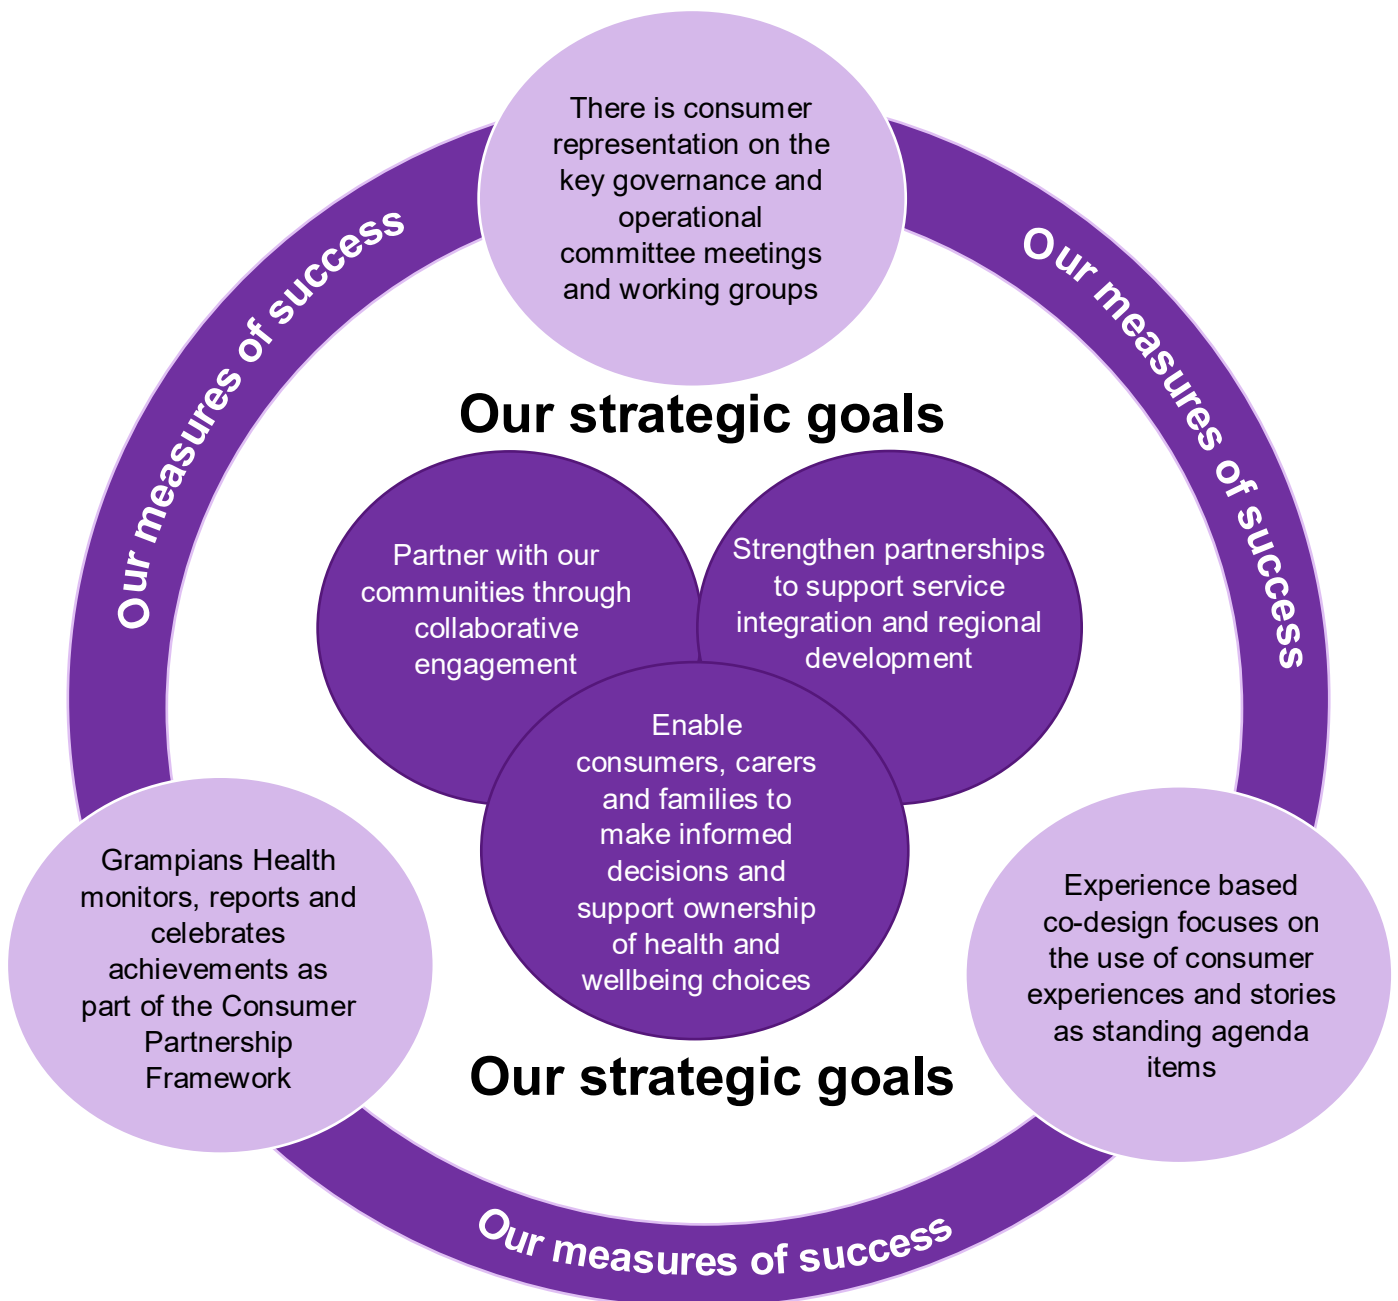 There is consumer
representation on the
key governance and
operational
committee meetings
and working groups
Our measures of success
Our measures of success
Our strategic goals
Partner with our
communities through
collaborative
engagement
Strengthen partnerships
to support service
integration and regional
development
Enable
consumers, carers
and families to
make informed
decisions and
support ownership
of health and
wellbeing choices
Grampians Health
monitors, reports and
celebrates
achievements as
part of the Consumer
Partnership
Framework
Experience based
co-design focuses on
the use of consumer
experiences and stories
as standing agenda
items
Our strategic goals
Our measures of success